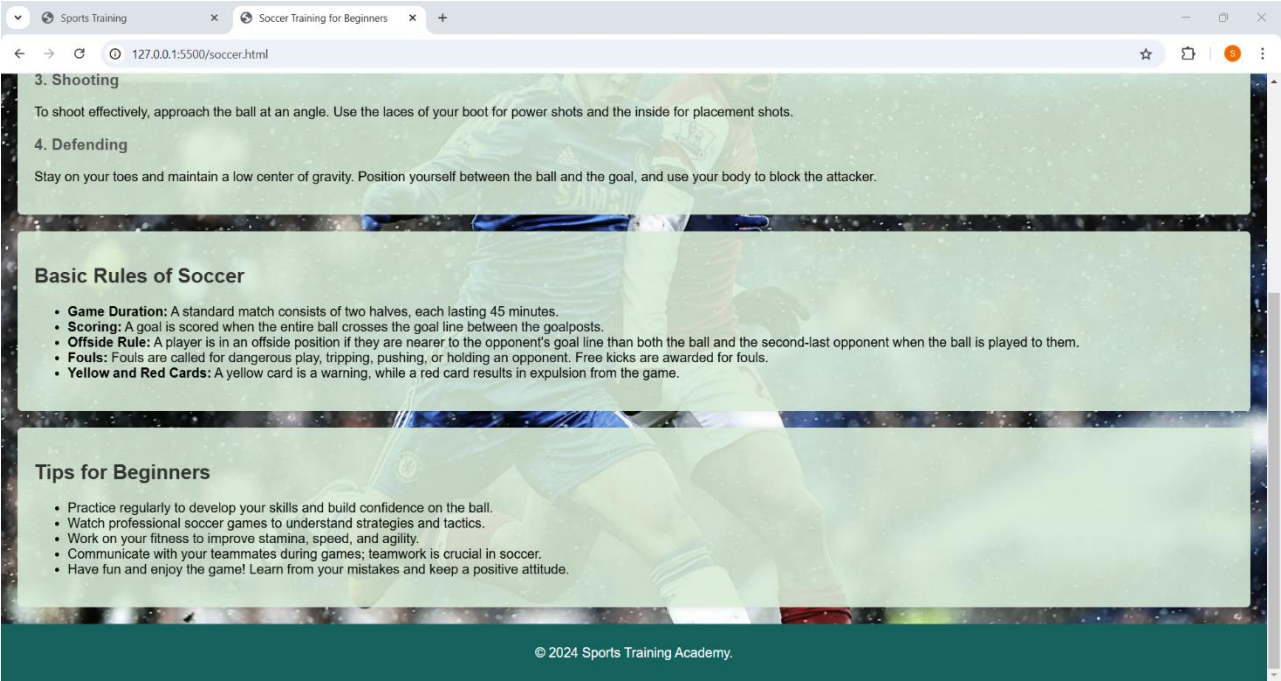 Sports Training
Soccer Training for Beginners
127.0.0.1:5500/soccer.html
S
3. Shooting
To shoot effectively, approach the ball at an angle. Use the laces of your boot for power shots and the inside for placement shots.
4. Defending
Stay on your toes and maintain a low center of gravity. Position yourself between the ball and the goal, and use your body to block the attacker.
SAMSU
Basic Rules of Soccer
• Game Duration: A standard match consists of two halves, each lasting 45 minutes.
• Scoring: A goal is scored when the entire ball crosses the goal line between the goalposts.
• Offside Rule: A player is in an offside position if they are nearer to the opponent's goal line than both the ball and the second-last opponent when the ball is played to them.
• Fouls: Fouls are called for dangerous play, tripping, pushing, or holding an opponent. Free kicks are awarded for fouls.
• Yellow and Red Cards: A yellow card is a warning, while a red card results in expulsion from the game.
Tips for Beginners
• Practice regularly to develop your skills and build confidence on the ball.
• Watch professional soccer games to understand strategies and tactics.
• Work on your fitness to improve stamina, speed, and agility.
• Communicate with your teammates during games; teamwork is crucial in soccer.
• Have fun and enjoy the game! Learn from your mistakes and keep a positive attitude.
© 2024 Sports Training Academy.